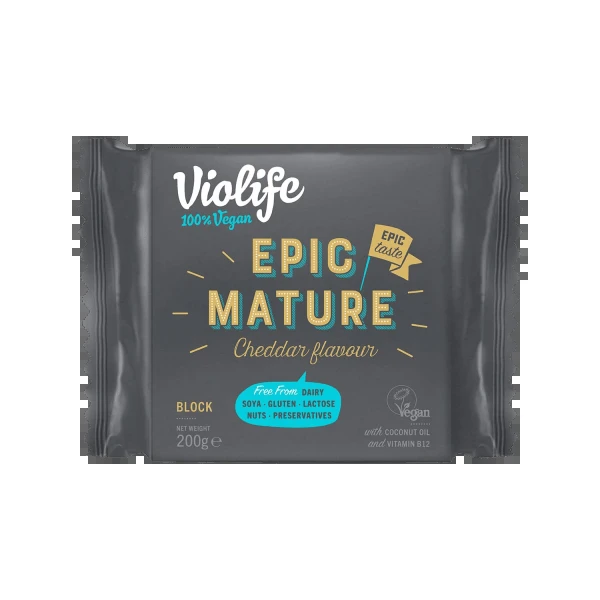 Violife
100% Vegan
EPIC
MATURE
Cheddar flavour
EPIC
taste
Free From DAIRY
SOYA · GLUTEN · LACTOSE
NUTS · PRESERVATIVES
BLOCK
NET WEIGHT
200g ℮
Vegan
with COCONUT OIL
and VITAMIN B12